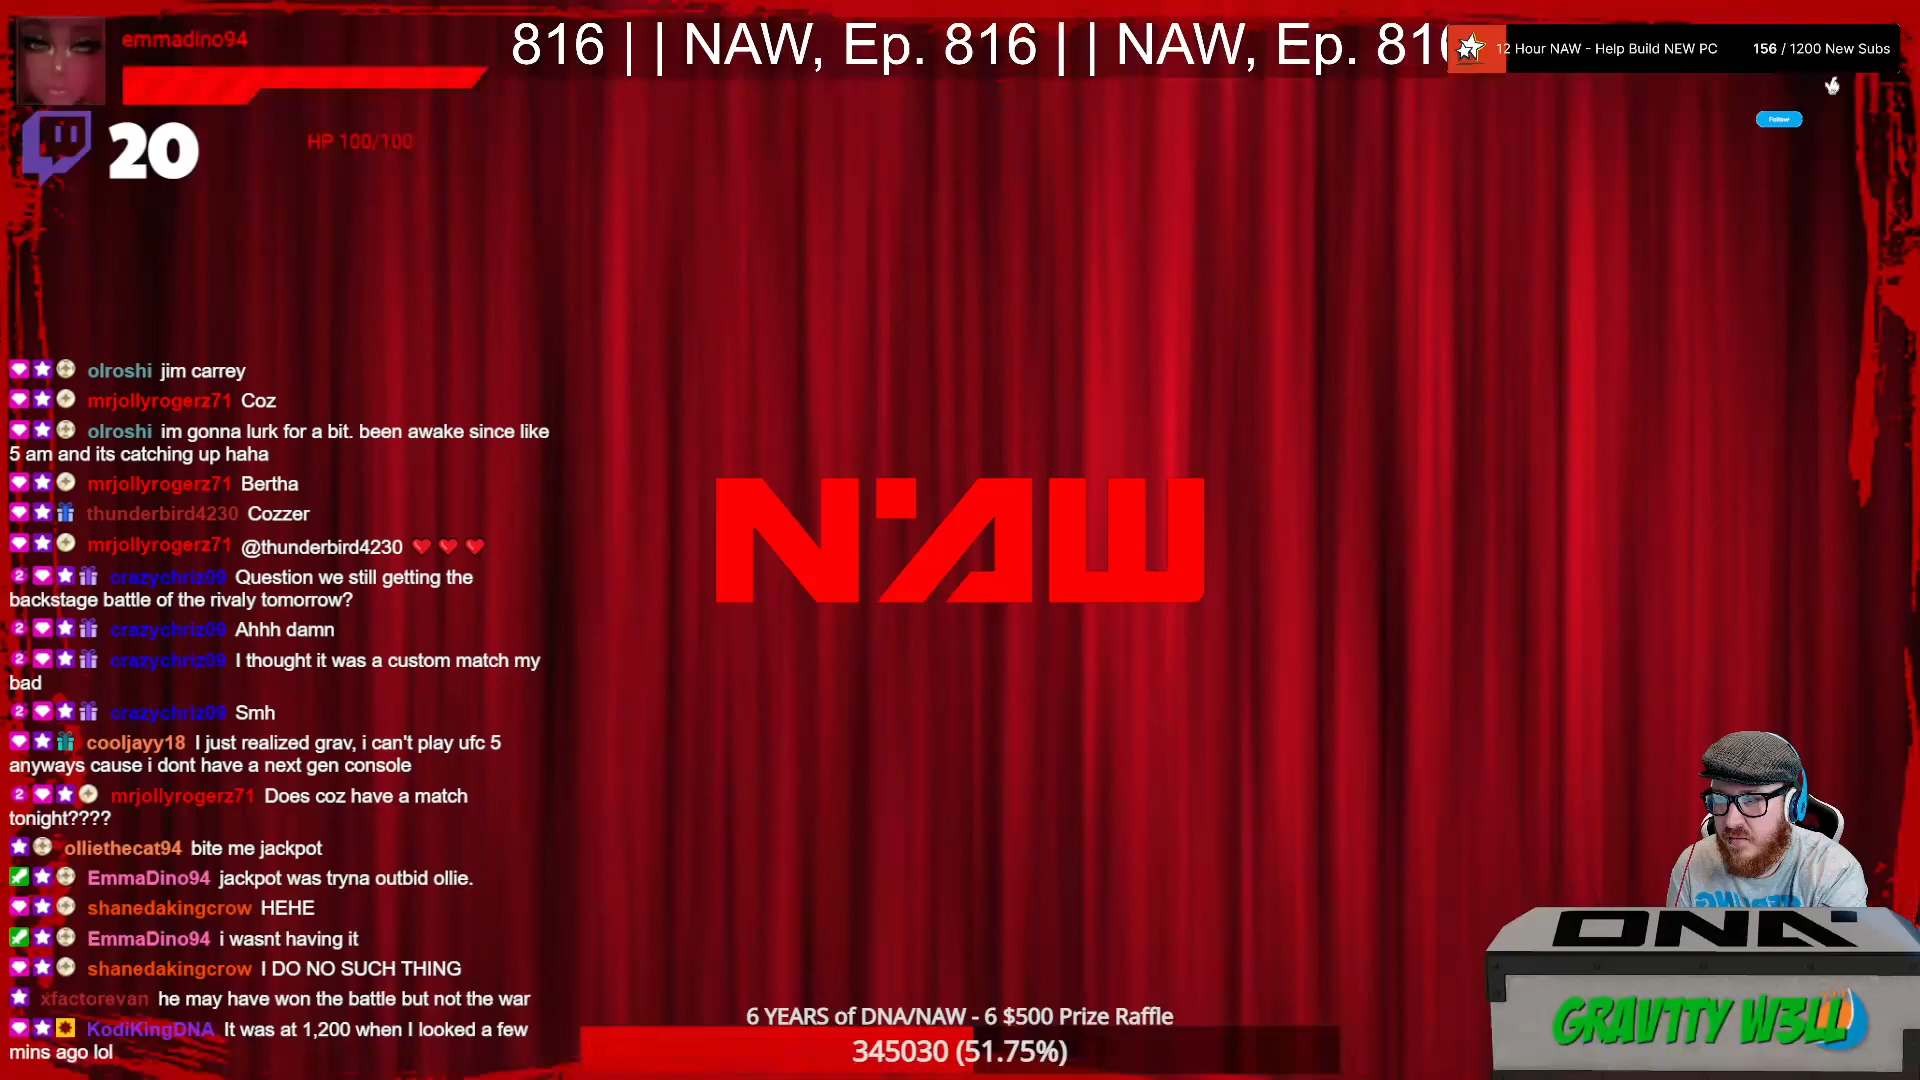 emmadino94
816 | | NAW, Ep. 816 | | NAW, Ep. 816
12 Hour NAW - Help Build NEW PC 156 / 1200 New Subs
Follow
20
HP 100/100
olroshi jim carrey
mrjollyrogerz71 Coz
olroshi im gonna lurk for a bit. been awake since like
5 am and its catching up haha
mrjollyrogerz71 Bertha
thunderbird4230 Cozzer
mrjollyrogerz71 @thunderbird4230 ❤ ❤ ❤
2 crazychriz09 Question we still getting the
backstage battle of the rivaly tomorrow?
2 crazychriz09 Ahhh damn
2 crazychriz09 I thought it was a custom match my
bad
2 crazychriz09 Smh
cooljayy18 I just realized grav, i can't play ufc 5
anyways cause i dont have a next gen console
2 mrjollyrogerz71 Does coz have a match
tonight????
olliethecat94 bite me jackpot
EmmaDino94 jackpot was tryna outbid ollie.
shanedakingcrow HEHE
EmmaDino94 i wasnt having it
shanedakingcrow I DO NO SUCH THING
xfactorevan he may have won the battle but not the war
KodiKingDNA It was at 1,200 when I looked a few
mins ago lol
NAW
6 YEARS of DNA/NAW - 6 $500 Prize Raffle
345030 (51.75%)
DNA
GRAV1TY W3LL